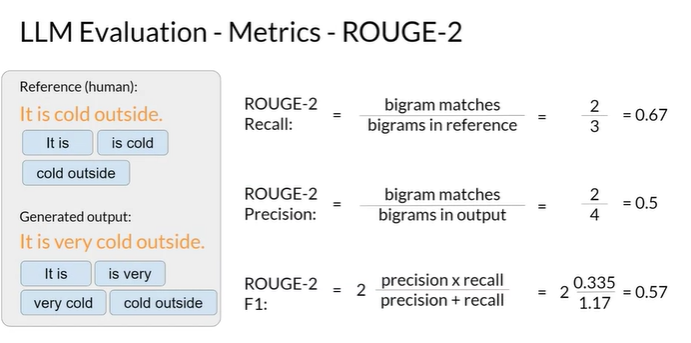 LLM Evaluation - Metrics - ROUGE-2
Reference (human):
It is cold outside.
It is
is cold
cold outside
Generated output:
It is very cold outside.
It is
is very
very cold
cold outside
ROUGE-2 Recall: = bigram matches / bigrams in reference = 2 / 3 = 0.67
ROUGE-2 Precision: = bigram matches / bigrams in output = 2 / 4 = 0.5
ROUGE-2 F1: = 2 precision x recall / precision + recall = 2 0.335 / 1.17 = 0.57